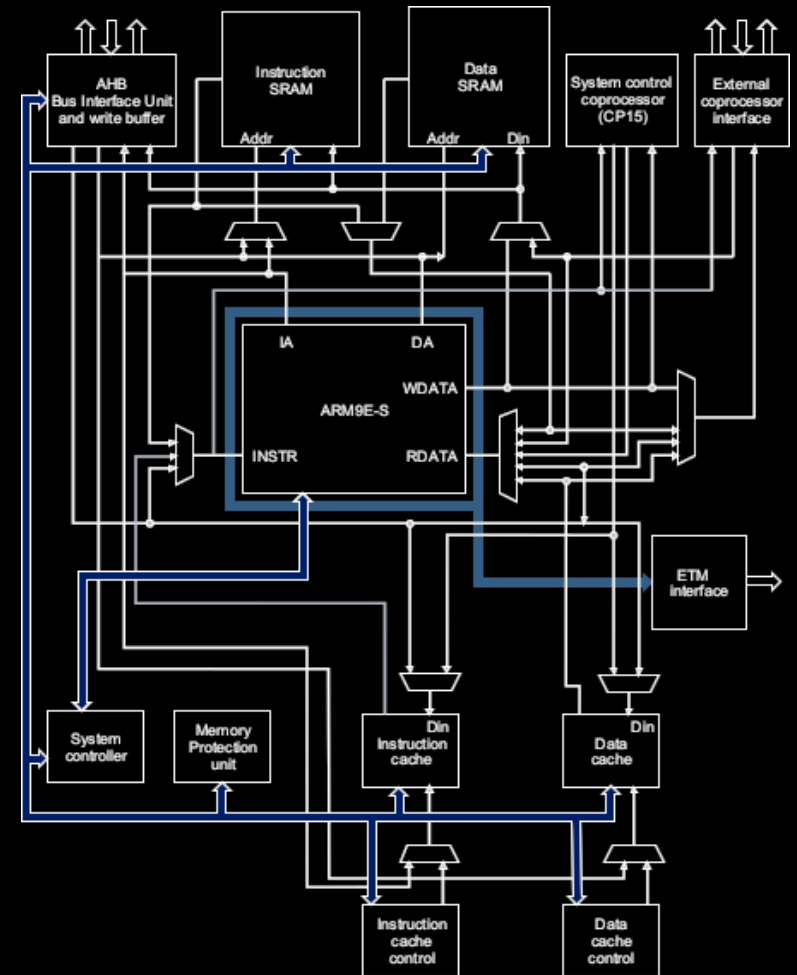 AHB
Bus Interface Unit
and write buffer
Instruction
SRAM
Addr
Data
SRAM
Addr
Din
System control
coprocessor
(CP15)
External
coprocessor
interface
IA
DA
WDATA
ARM9E-S
INSTR
RDATA
ETM
interface
System
controller
Memory
Protection
unit
Din
Instruction
cache
Din
Data
cache
Instruction
cache
control
Data
cache
control